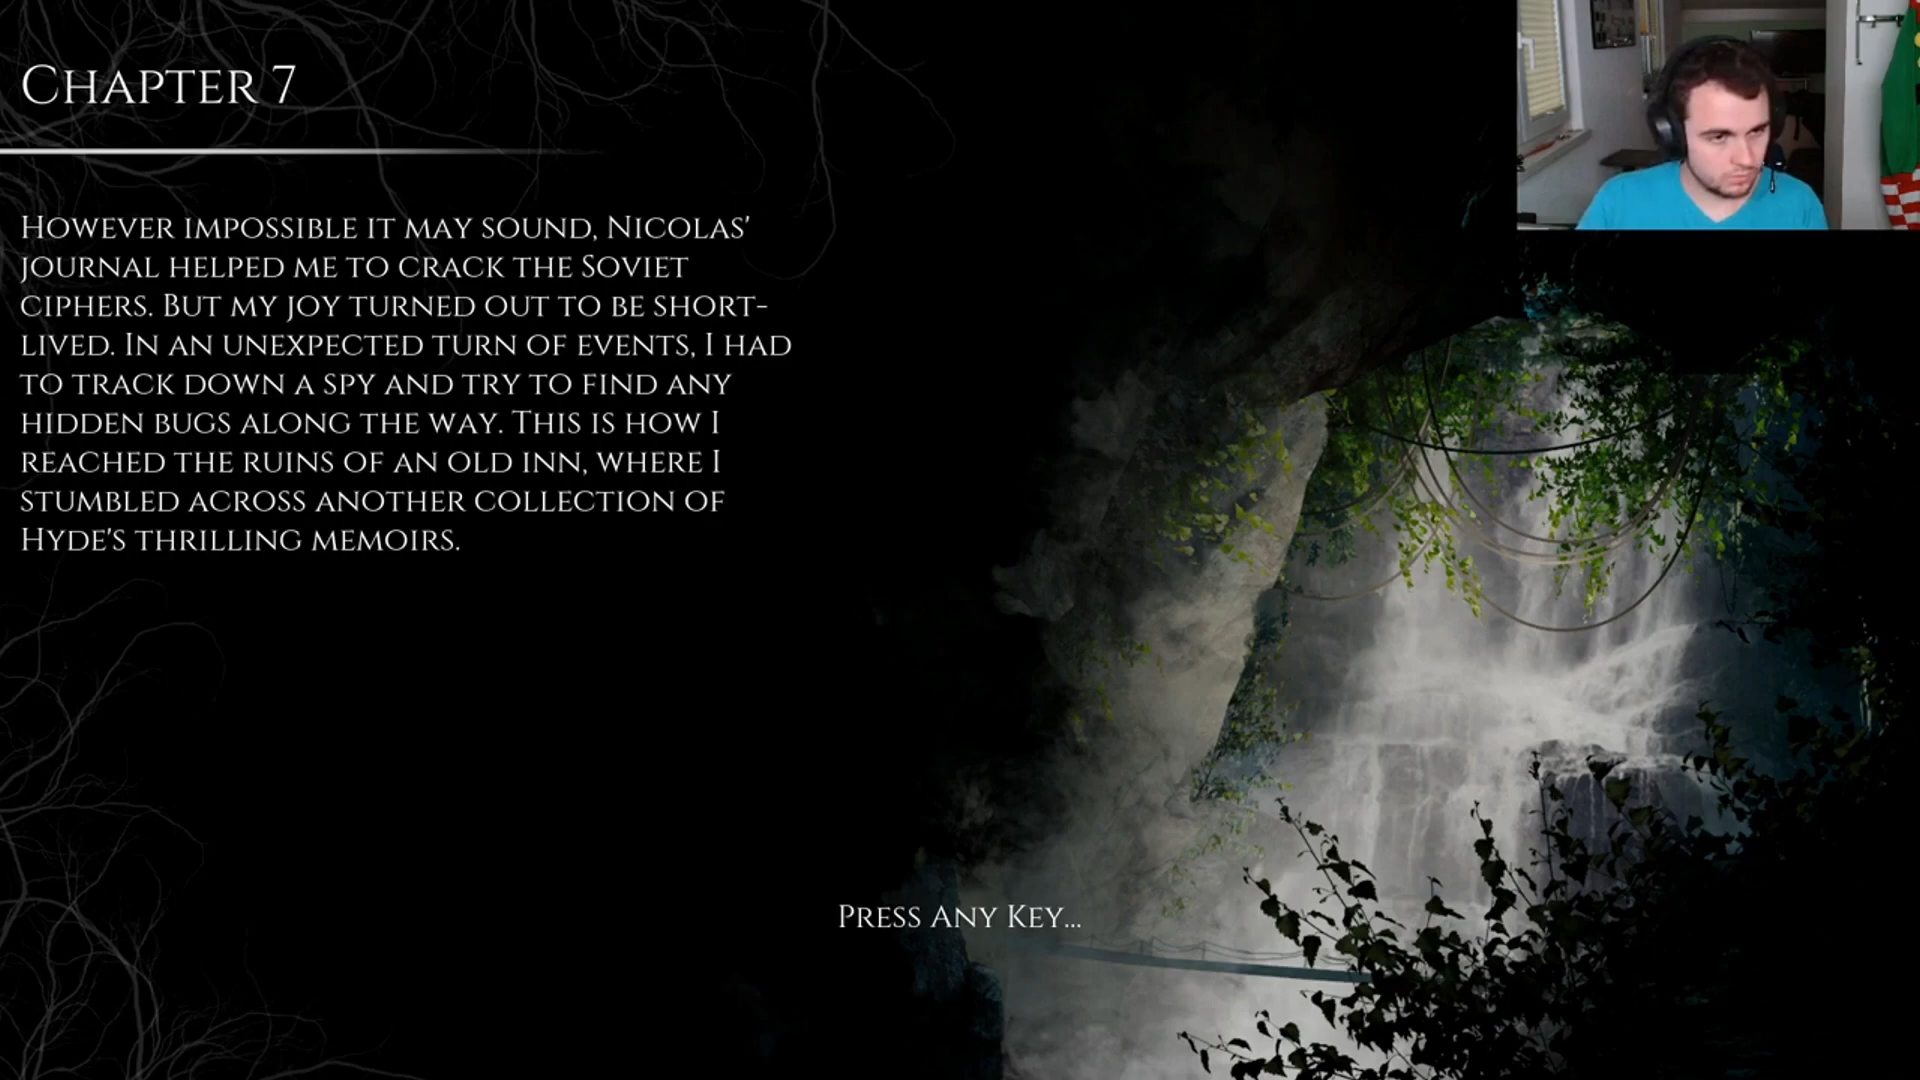 Chapter 7
However impossible it may sound, Nicolas'
journal helped me to crack the Soviet
ciphers. But my joy turned out to be short-
lived. In an unexpected turn of events, I had
to track down a spy and try to find any
hidden bugs along the way. This is how I
reached the ruins of an old inn, where I
stumbled across another collection of
Hyde's thrilling memoirs.
Press Any Key...